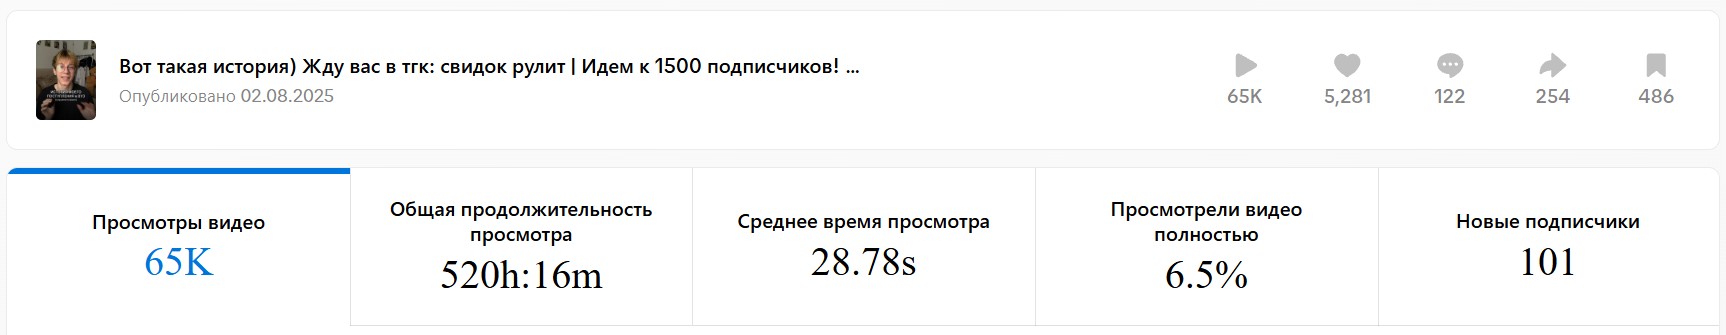 Вот такая история) Жду вас в тгк: свидок рулит | Идем к 1500 подписчиков! ...
Опубликовано 02.08.2025
65K
5,281
122
254
486
Просмотры видео
65K
Общая продолжительность
просмотра
520h:16m
Среднее время просмотра
28.78s
Просмотрели видео
полностью
6.5%
Новые подписчики
101